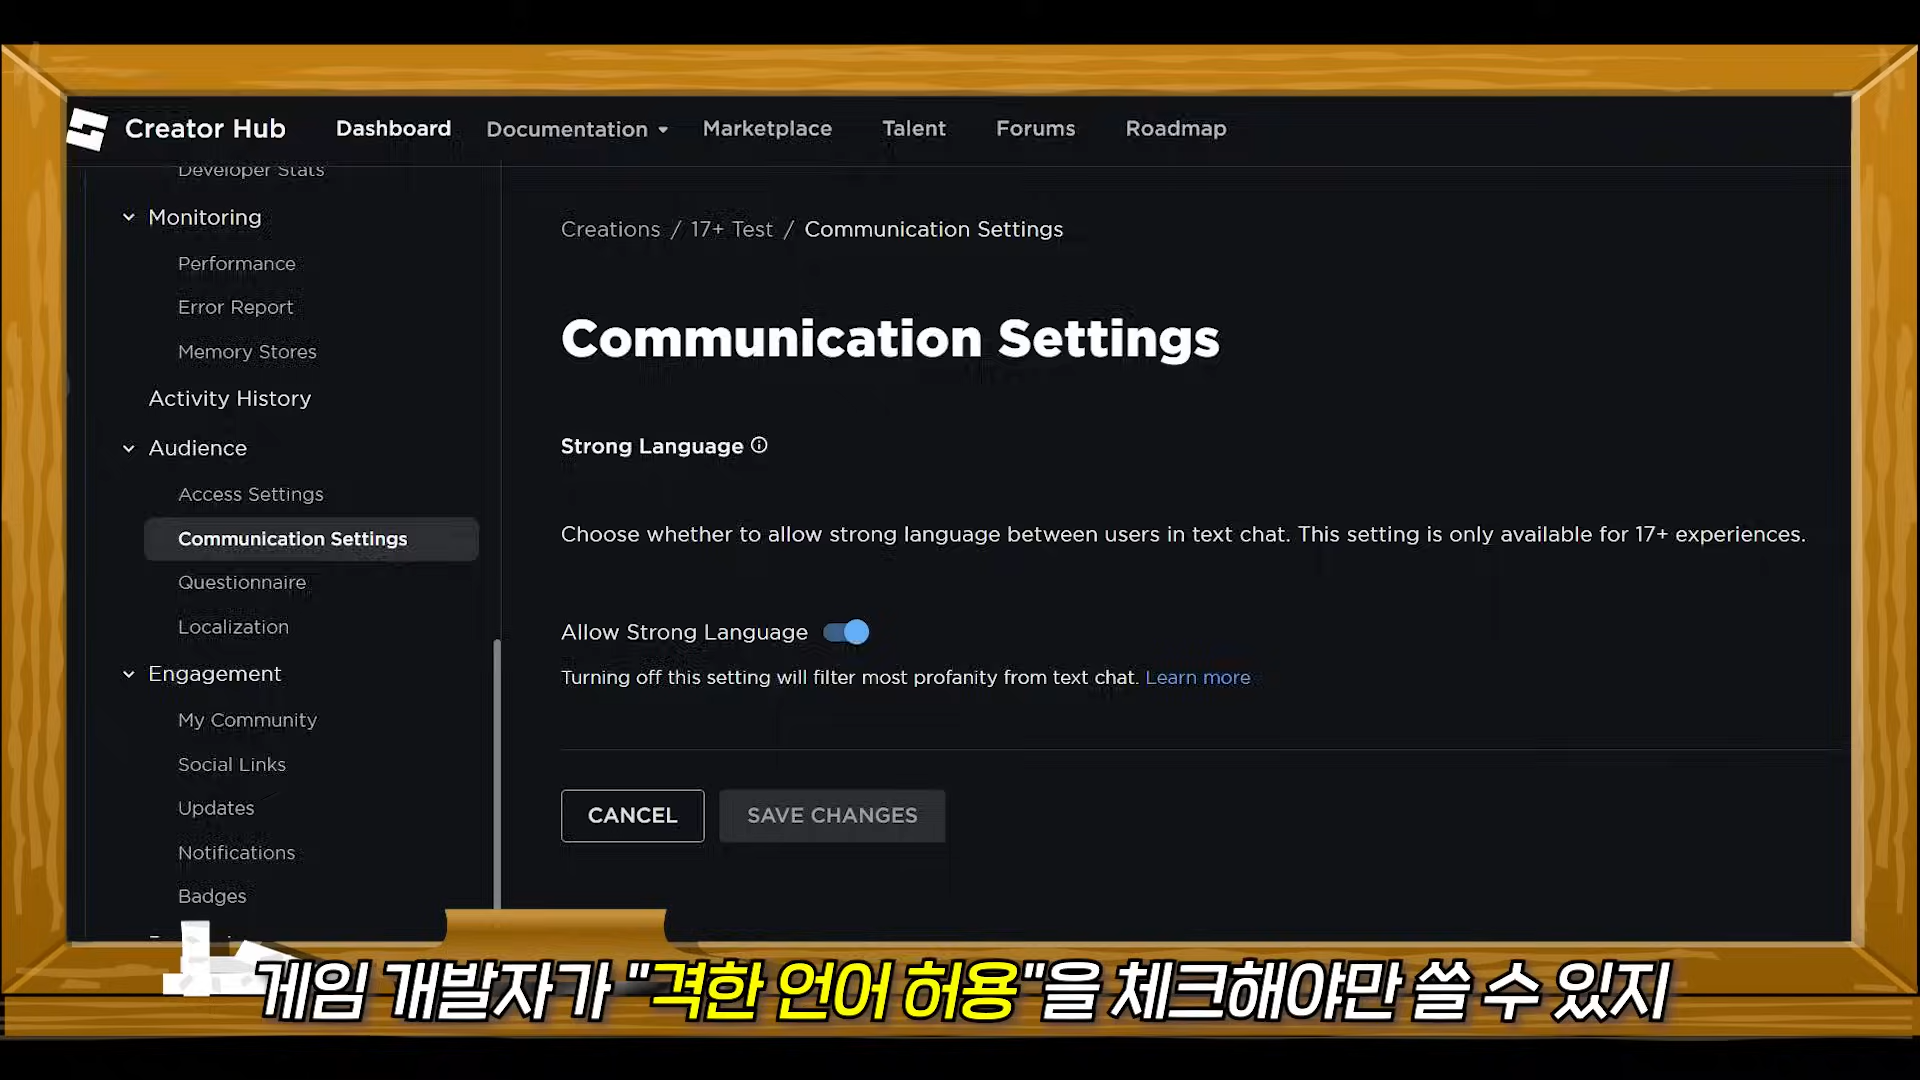 Creator Hub
Dashboard
Documentation
Marketplace
Talent
Forums
Roadmap
Developer Stats
Monitoring
Performance
Error Report
Memory Stores
Activity History
Audience
Access Settings
Communication Settings
Questionnaire
Localization
Engagement
My Community
Social Links
Updates
Notifications
Badges
Creations / 17+ Test / Communication Settings
Communication Settings
Strong Language
Choose whether to allow strong language between users in text chat. This setting is only available for 17+ experiences.
Allow Strong Language
Turning off this setting will filter most profanity from text chat. Learn more
CANCEL
SAVE CHANGES
게임 개발자가 "격한 언어 허용"을 체크해야만 쓸 수 있지